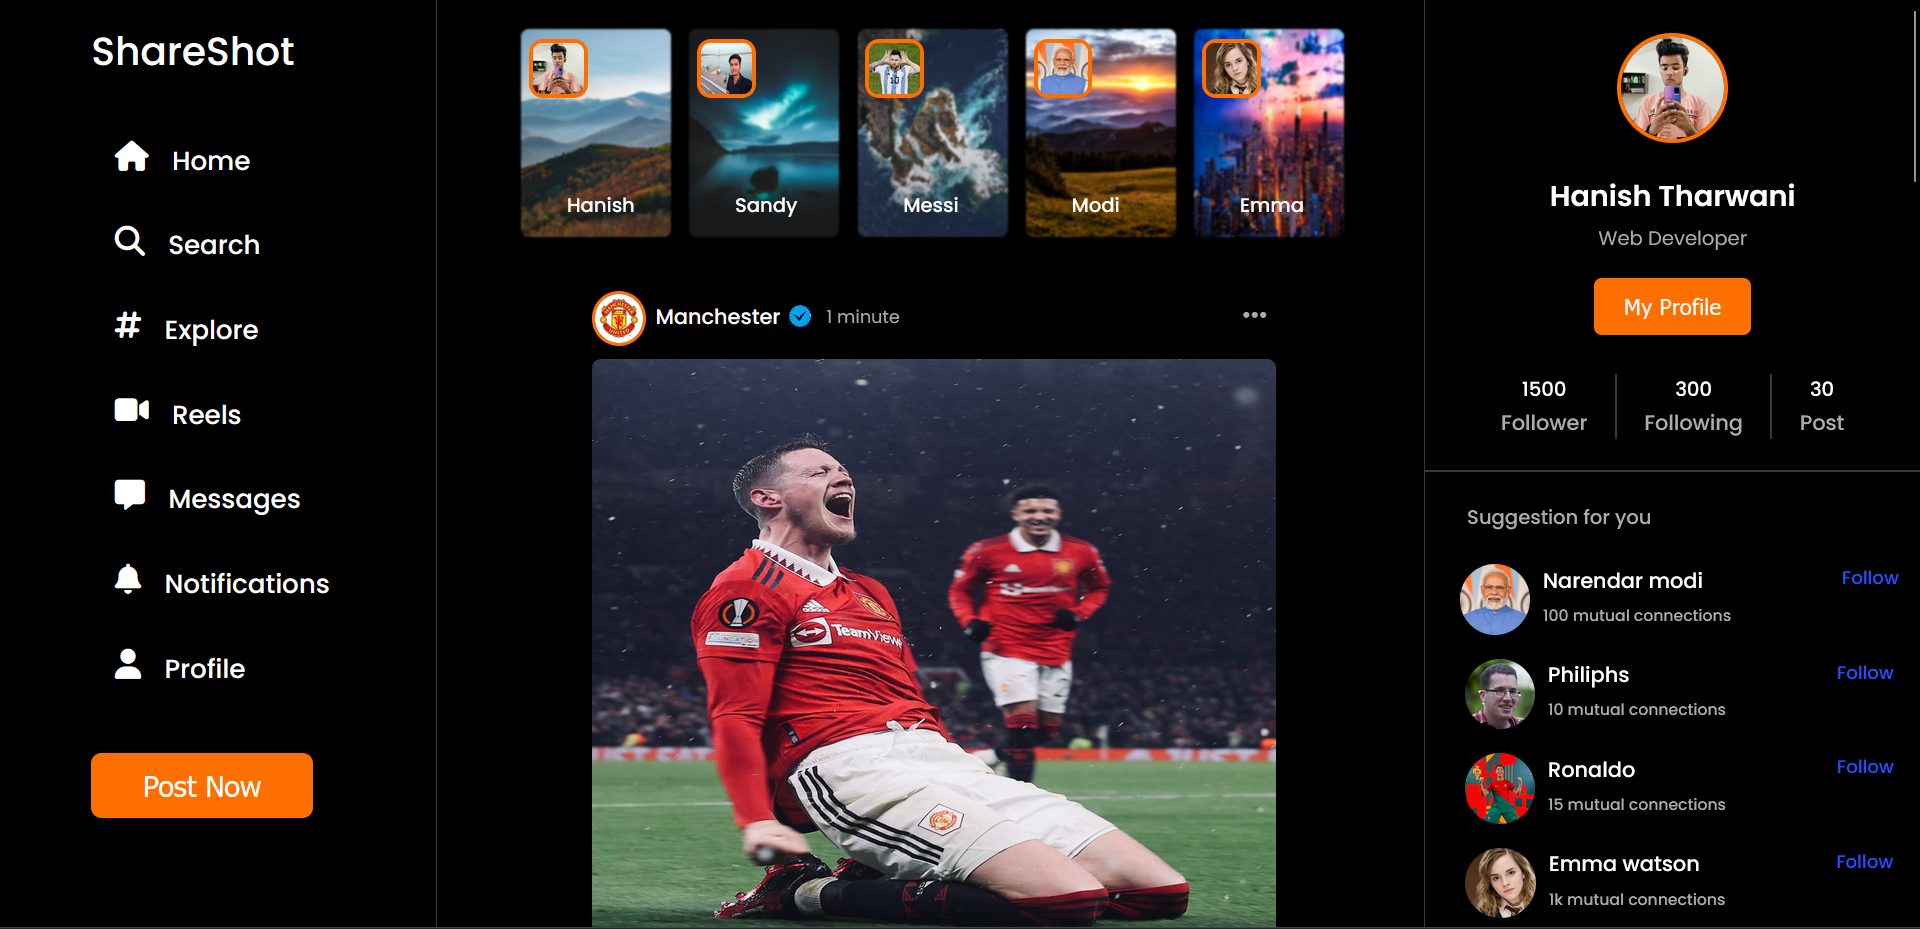 ShareShot
Home
Search
Explore
Reels
Messages
Notifications
Profile
Post Now
Hanish
Sandy
Messi
Modi
Emma
Manchester 1 minute
TeamViewer
Hanish Tharwani
Web Developer
My Profile
1500 300 30
Follower Following Post
Suggestion for you
Narendar modi Follow
100 mutual connections
Philiphs Follow
10 mutual connections
Ronaldo Follow
15 mutual connections
Emma watson Follow
1k mutual connections